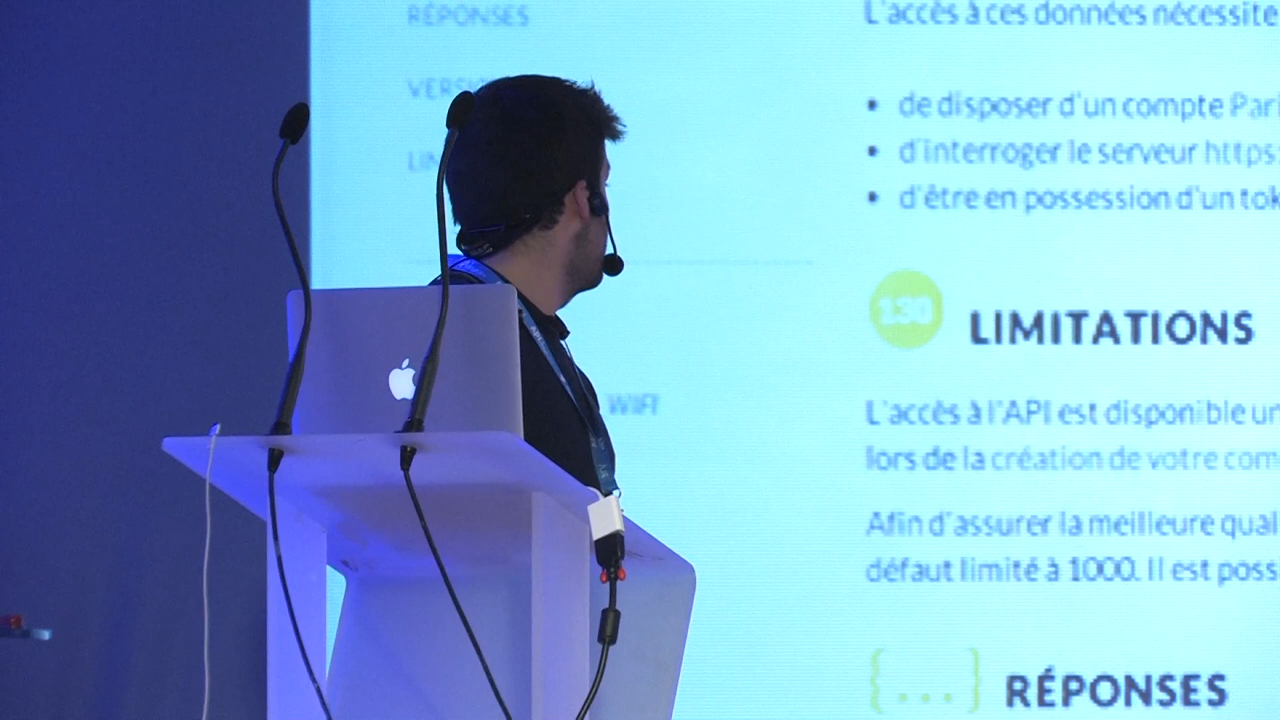 RÉPONSES
WIFI
L'accès à ces données nécessite
• de disposer d'un compte
• d'interroger le serveur https:
• d'être en possession d'un
130
LIMITATIONS
L'accès à l'API est disponible
lors de la création de votre
Afin d'assurer la meilleure
défaut limité à 1000. Il est
{...} RÉPONSES